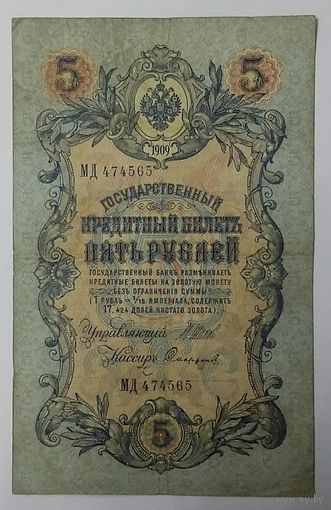 5 5
1909
МД 474565
ГОСУДАРСТВЕННЫЙ
КРЕДИТНЫЙ БИЛЕТЪ
ПЯТЬ РУБЛЕЙ
ГОСУДАРСТВЕННЫЙ БАНКЪ РАЗМѢНИВАЕТЪ
КРЕДИТНЫЕ БИЛЕТЫ НА ЗОЛОТУЮ МОНЕТУ
БЕЗЪ ОГРАНИЧЕНІЯ СУММЫ
(1 РУБЛЬ = 1/15 ИМПЕРІАЛА, СОДЕРЖИТЪ
17,424 ДОЛЕЙ ЧИСТАГО ЗОЛОТА).
Управляющій
Кассиръ
МД 474565
5